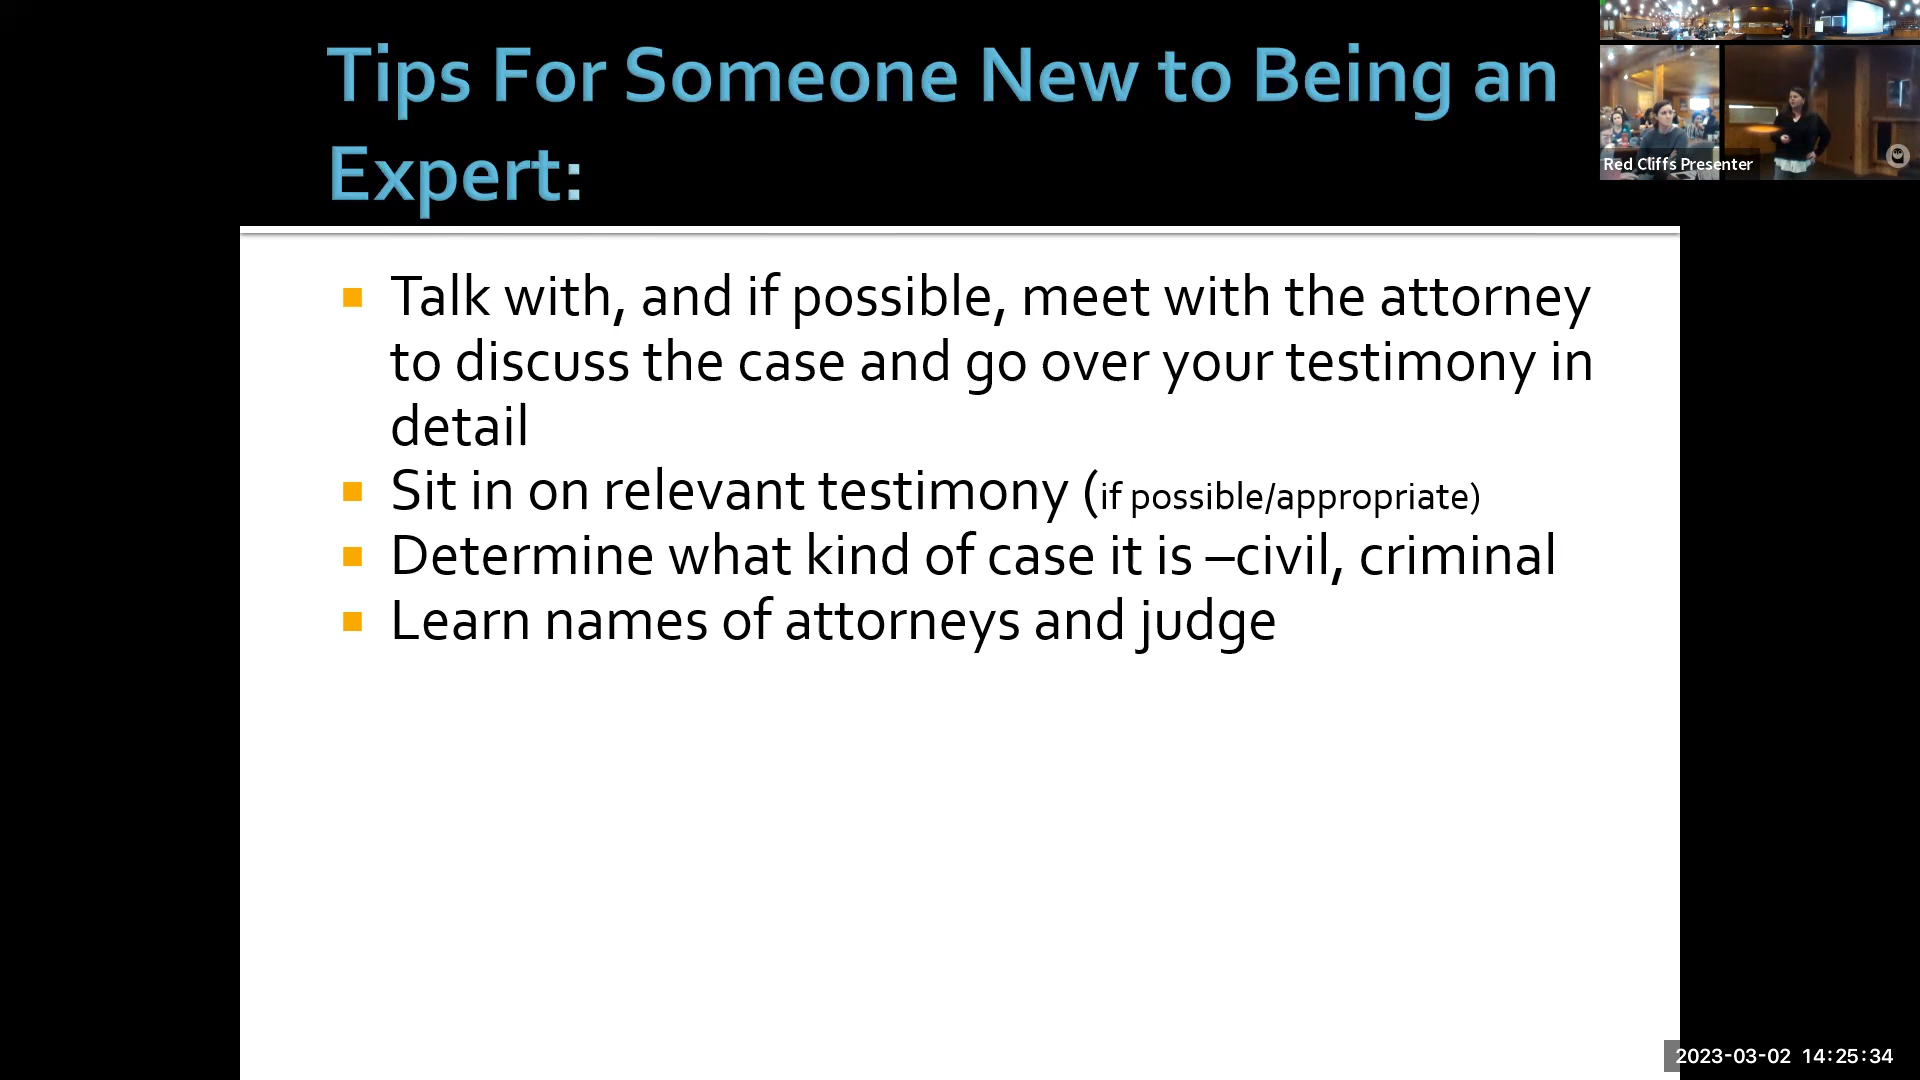 Tips For Someone New to Being an
Expert:
Red Cliffs Presenter
Talk with, and if possible, meet with the attorney
to discuss the case and go over your testimony in
detail
Sit in on relevant testimony (if possible/appropriate)
Determine what kind of case it is –civil, criminal
Learn names of attorneys and judge
2023-03-02 14:25:34